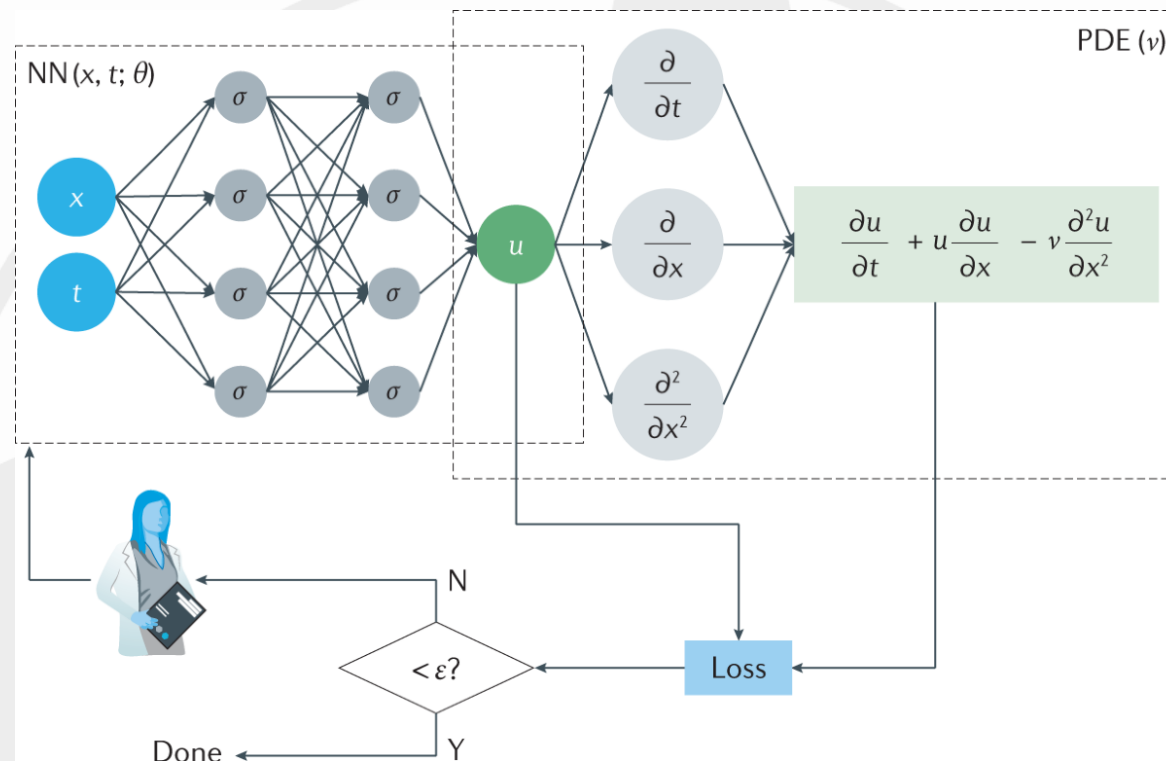 PDE (ν)
NN (x, t; θ)
σ σ
∂
∂t
x
σ σ
u
∂
∂x
∂u/∂t + u ∂u/∂x − ν ∂²u/∂x²
t
σ σ
σ σ
∂²
∂x²
N
< ε?
Loss
Done
Y